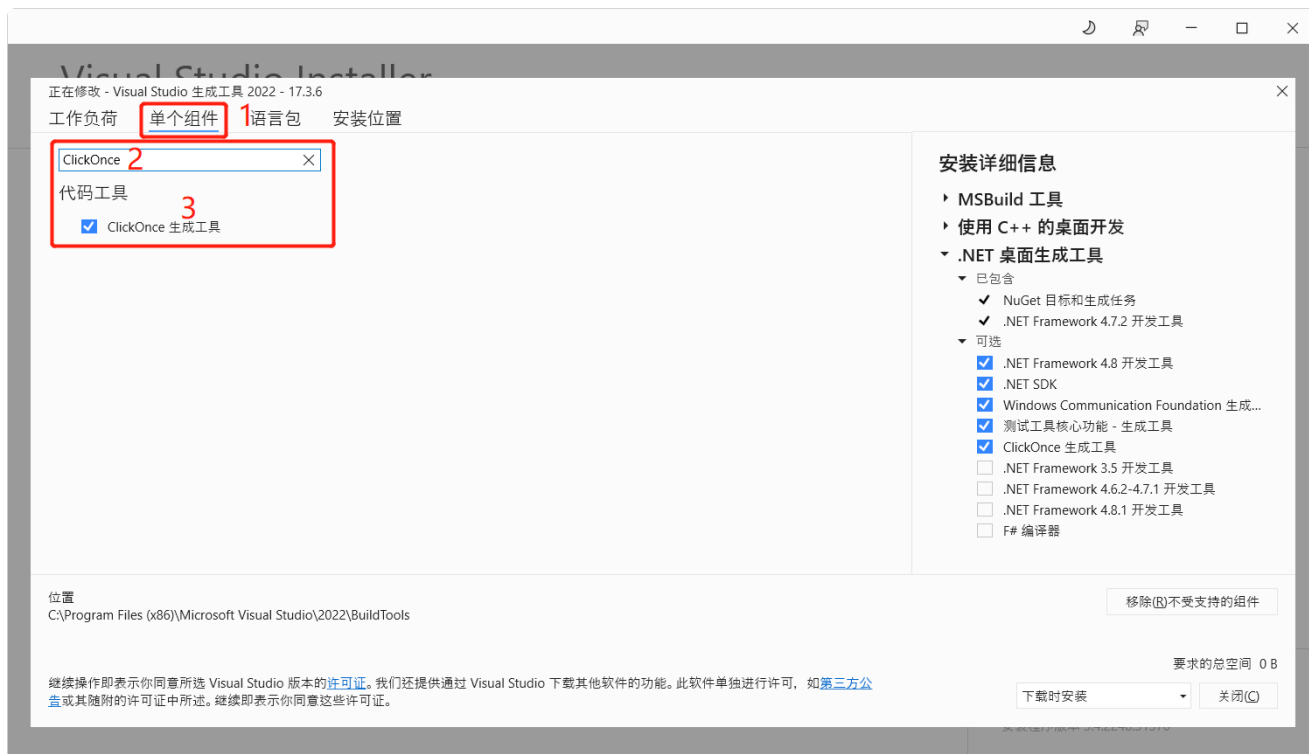 Visual Studio Installer
正在修改 - Visual Studio 生成工具 2022 - 17.3.6
工作负荷 单个组件 1 语言包 安装位置
ClickOnce 2
代码工具
3
ClickOnce 生成工具
安装详细信息
MSBuild 工具
使用 C++ 的桌面开发
.NET 桌面生成工具
已包含
NuGet 目标和生成任务
.NET Framework 4.7.2 开发工具
可选
.NET Framework 4.8 开发工具
.NET SDK
Windows Communication Foundation 生成...
测试工具核心功能 - 生成工具
ClickOnce 生成工具
.NET Framework 3.5 开发工具
.NET Framework 4.6.2-4.7.1 开发工具
.NET Framework 4.8.1 开发工具
F# 编译器
位置
C:\Program Files (x86)\Microsoft Visual Studio\2022\BuildTools
移除(R)不受支持的组件
要求的总空间 0 B
继续操作即表示你同意所选 Visual Studio 版本的许可证。我们还提供通过 Visual Studio 下载其他软件的功能。此软件单独进行许可，如第三方公
告或其随附的许可证中所述。继续即表示你同意这些许可证。
下载时安装
关闭(C)